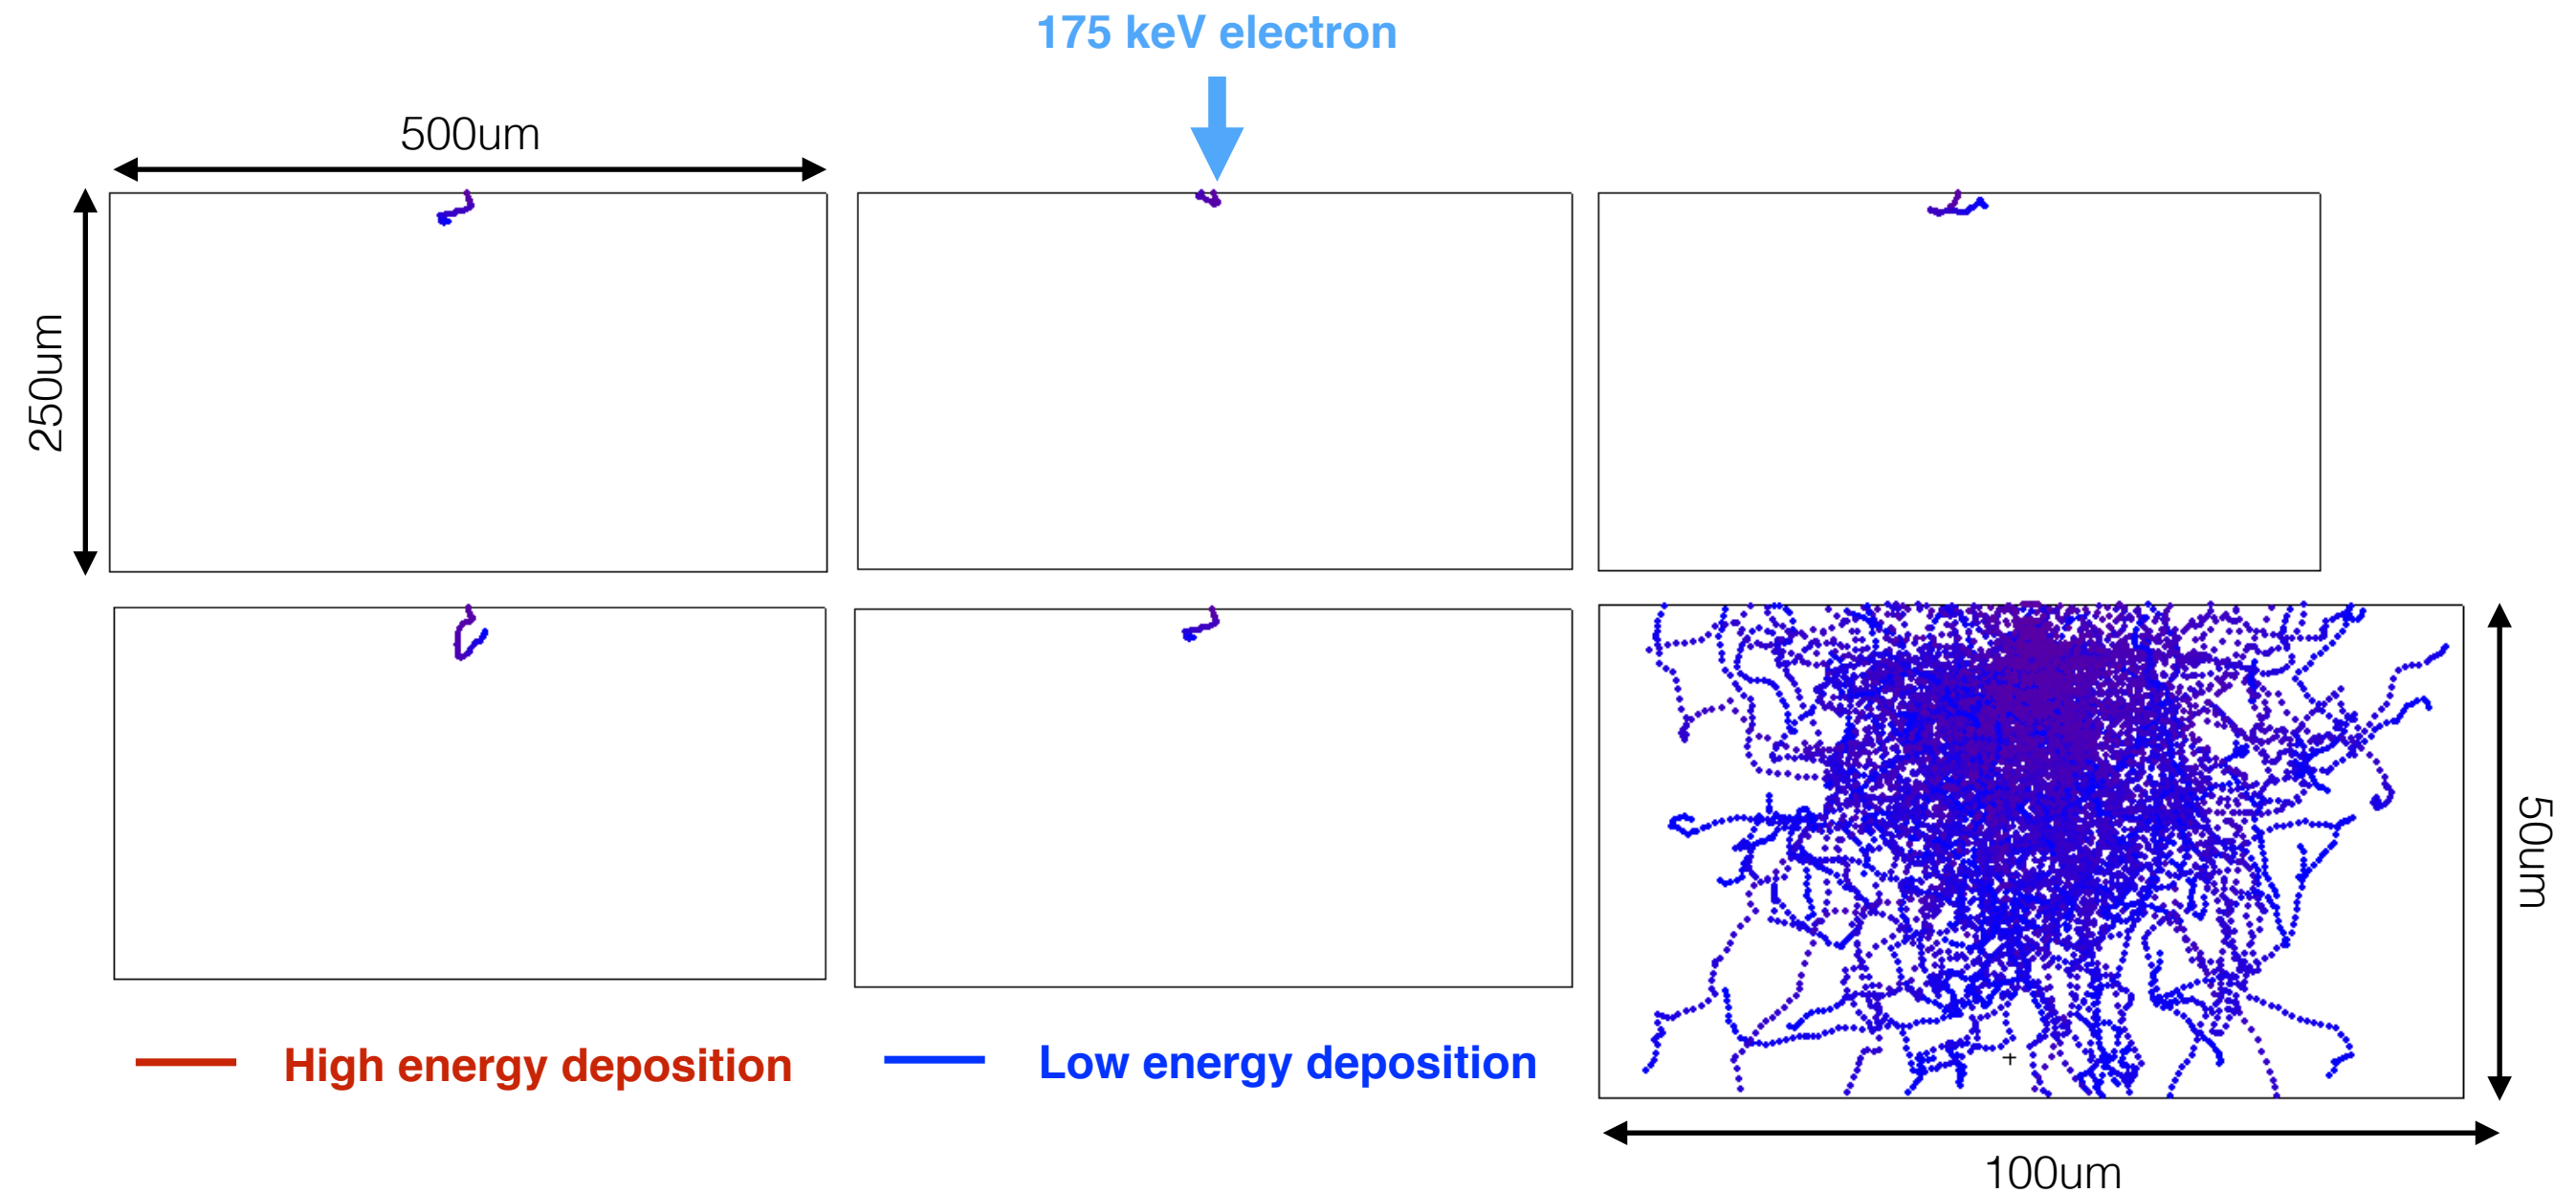 175 keV electron
500um
250um
50um
High energy deposition
Low energy deposition
100um